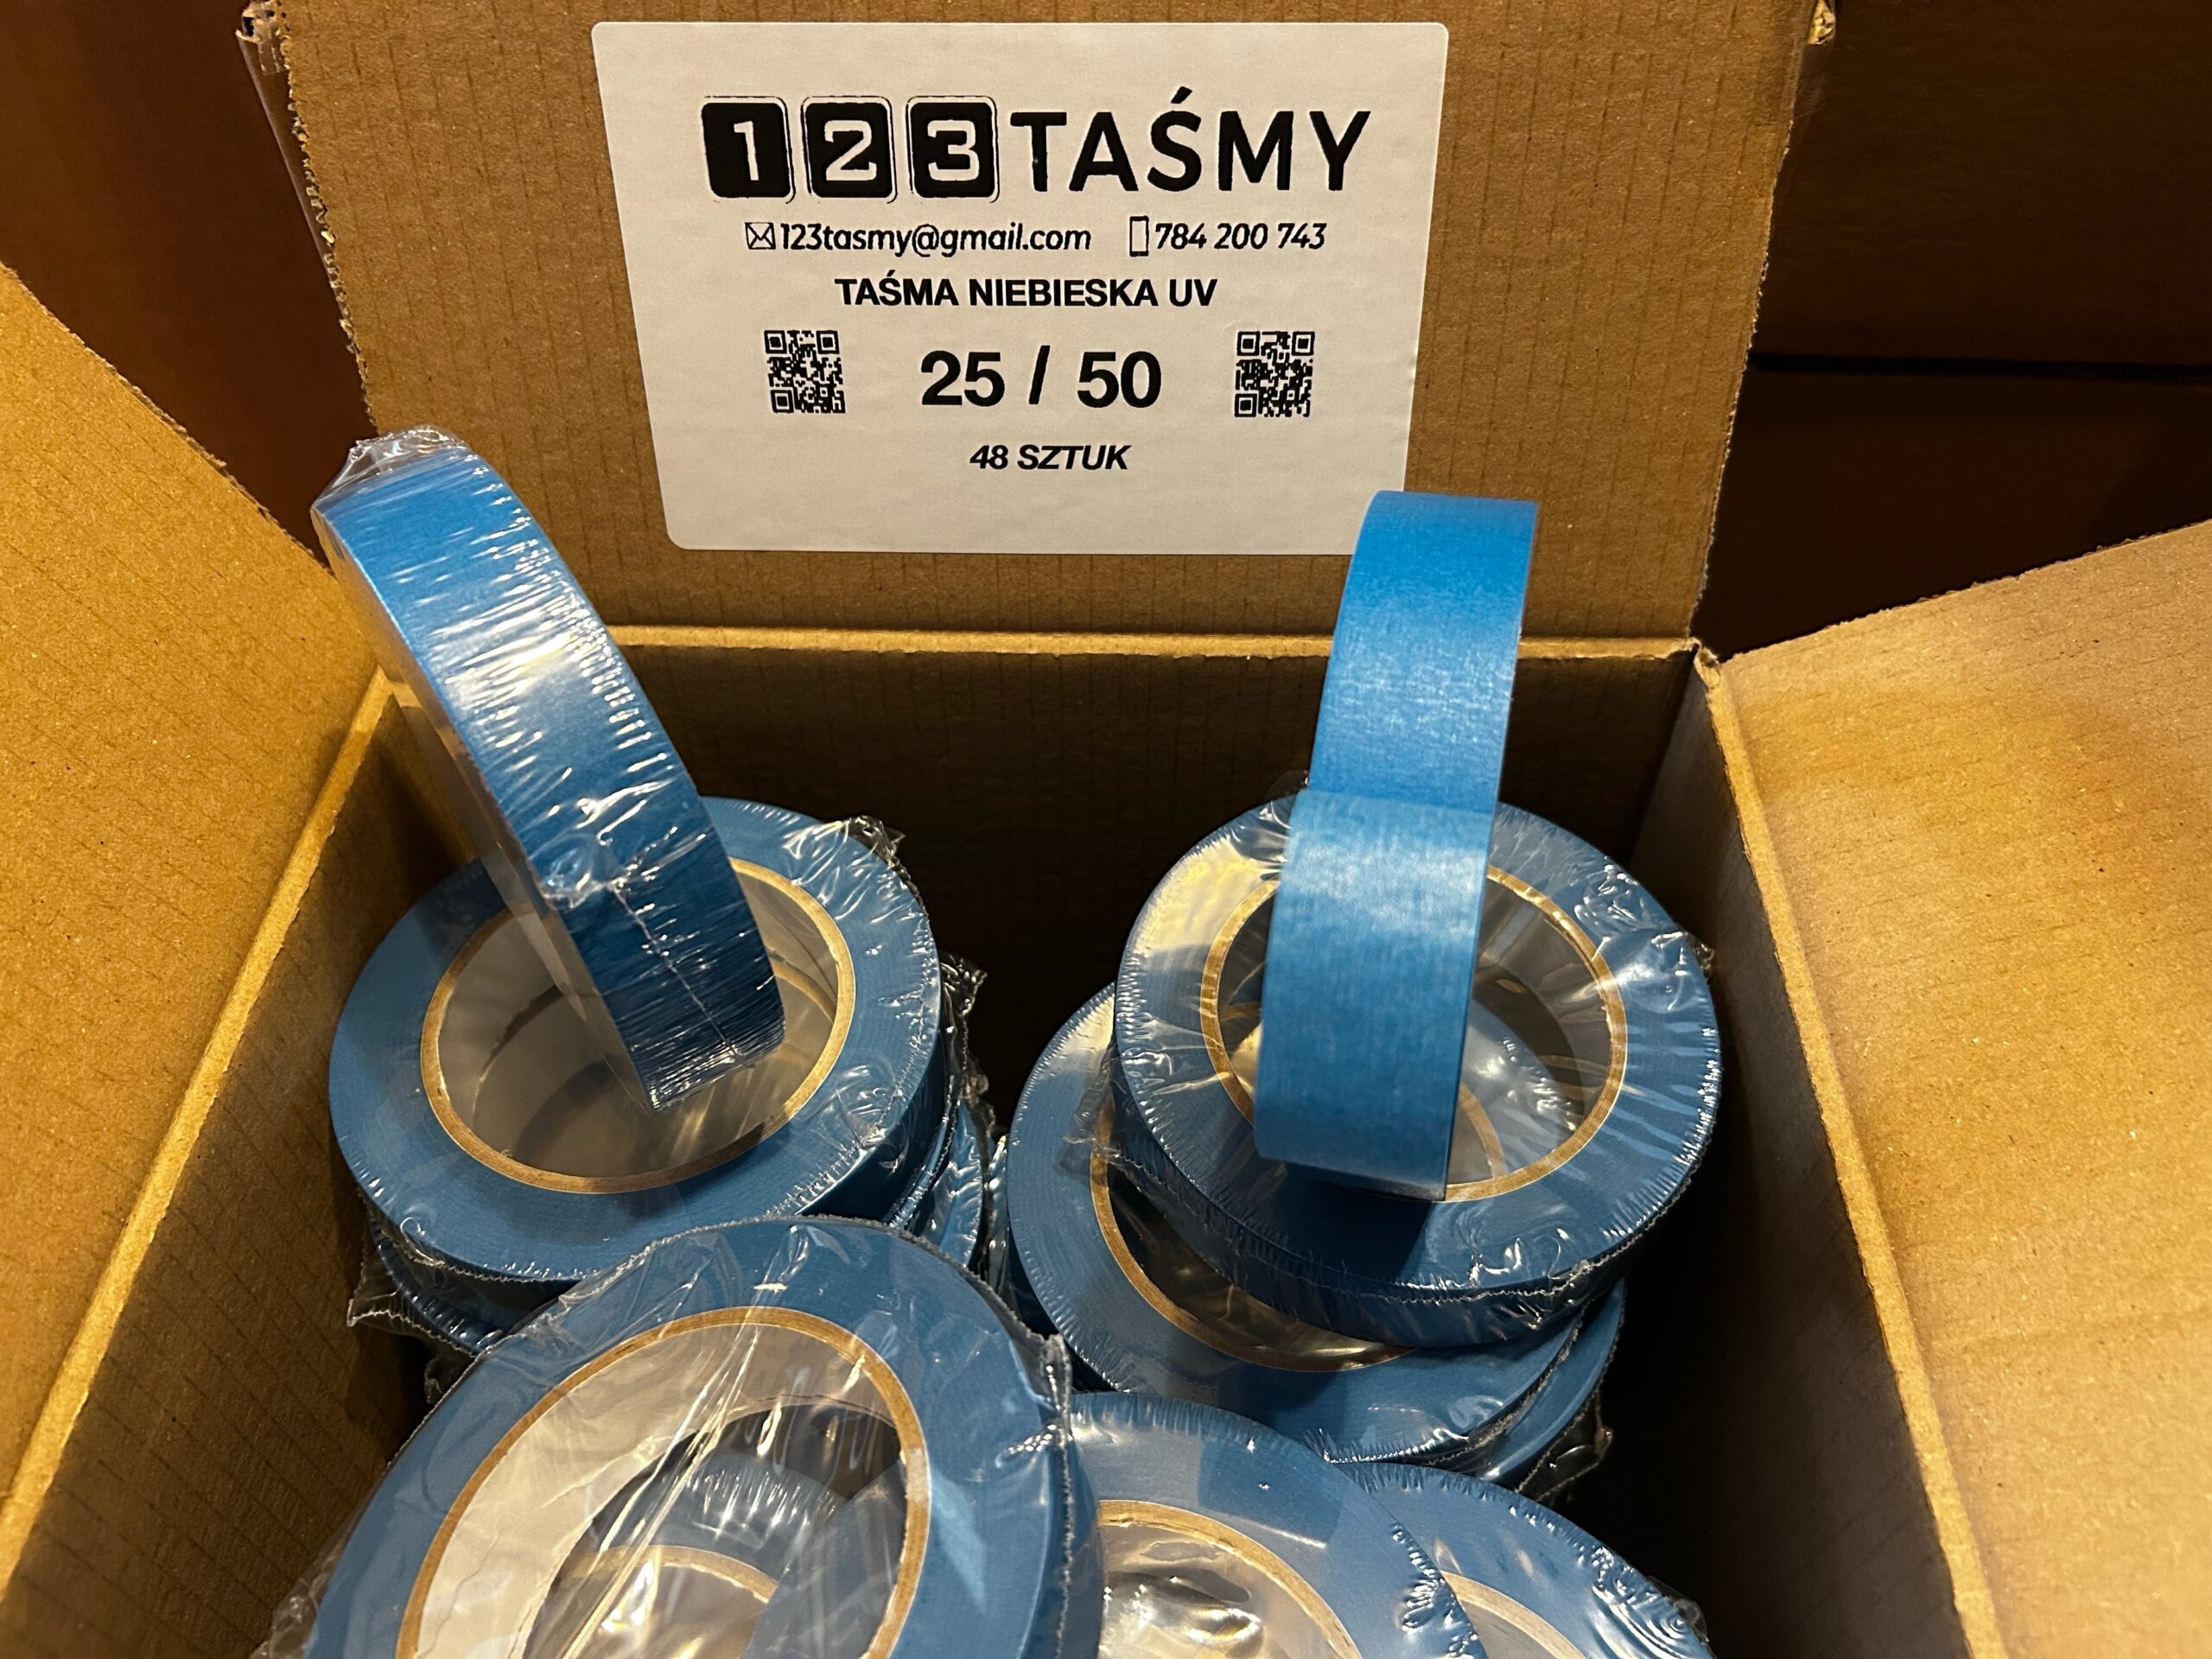 123TAŚMY
123tasmy@gmail.com 784 200 743
TAŚMA NIEBIESKA UV
25 / 50
48 SZTUK